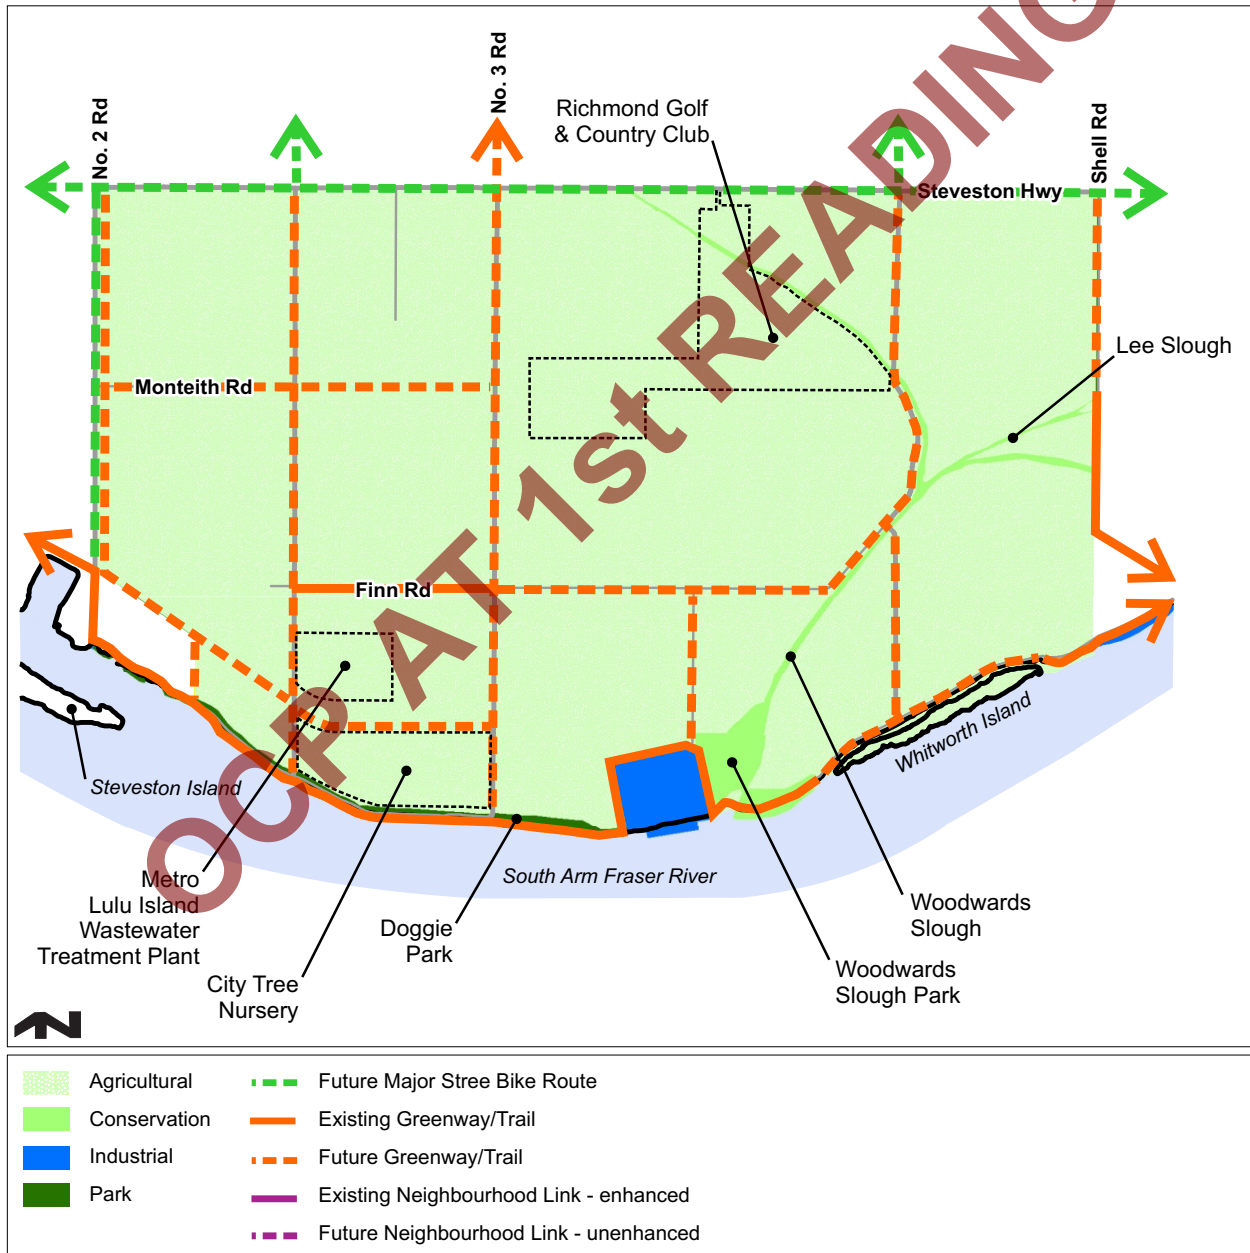 No. 2 Rd
No. 3 Rd
Richmond Golf
& Country Club
Shell Rd
Steveston Hwy
Lee Slough
Monteith Rd
Finn Rd
OCP AT 1st READING
Steveston Island
Whitworth Island
South Arm Fraser River
Metro
Lulu Island
Wastewater
Treatment Plant
City Tree
Nursery
Doggie
Park
Woodwards
Slough
Woodwards
Slough Park
N
Agricultural
Conservation
Industrial
Park
Future Major Stree Bike Route
Existing Greenway/Trail
Future Greenway/Trail
Existing Neighbourhood Link - enhanced
Future Neighbourhood Link - unenhanced